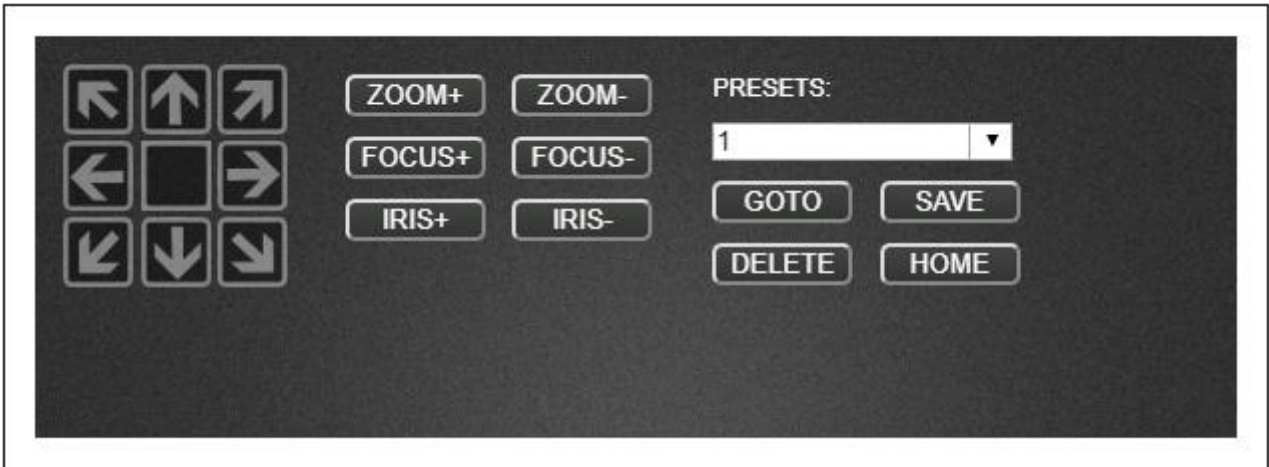 ZOOM+ ZOOM-
FOCUS+ FOCUS-
IRIS+ IRIS-
PRESETS:
1
GOTO SAVE
DELETE HOME